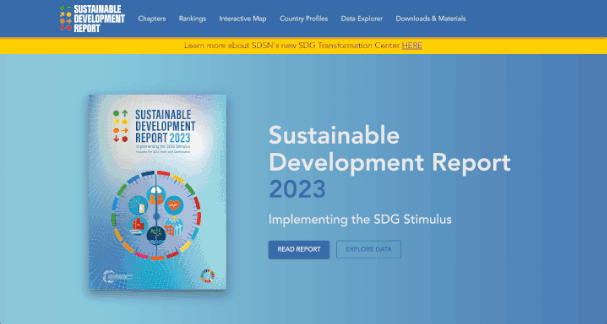 SUSTAINABLE
DEVELOPMENT
REPORT
Chapters
Rankings
Interactive Map
Country Profiles
Data Explorer
Downloads & Materials
Learn more about SDSN's new SDG Transformation Center HERE
SUSTAINABLE
DEVELOPMENT
REPORT 2023
Implementing the SDG Stimulus
Sustainable
Development Report
2023
Implementing the SDG Stimulus
READ REPORT
EXPLORE DATA